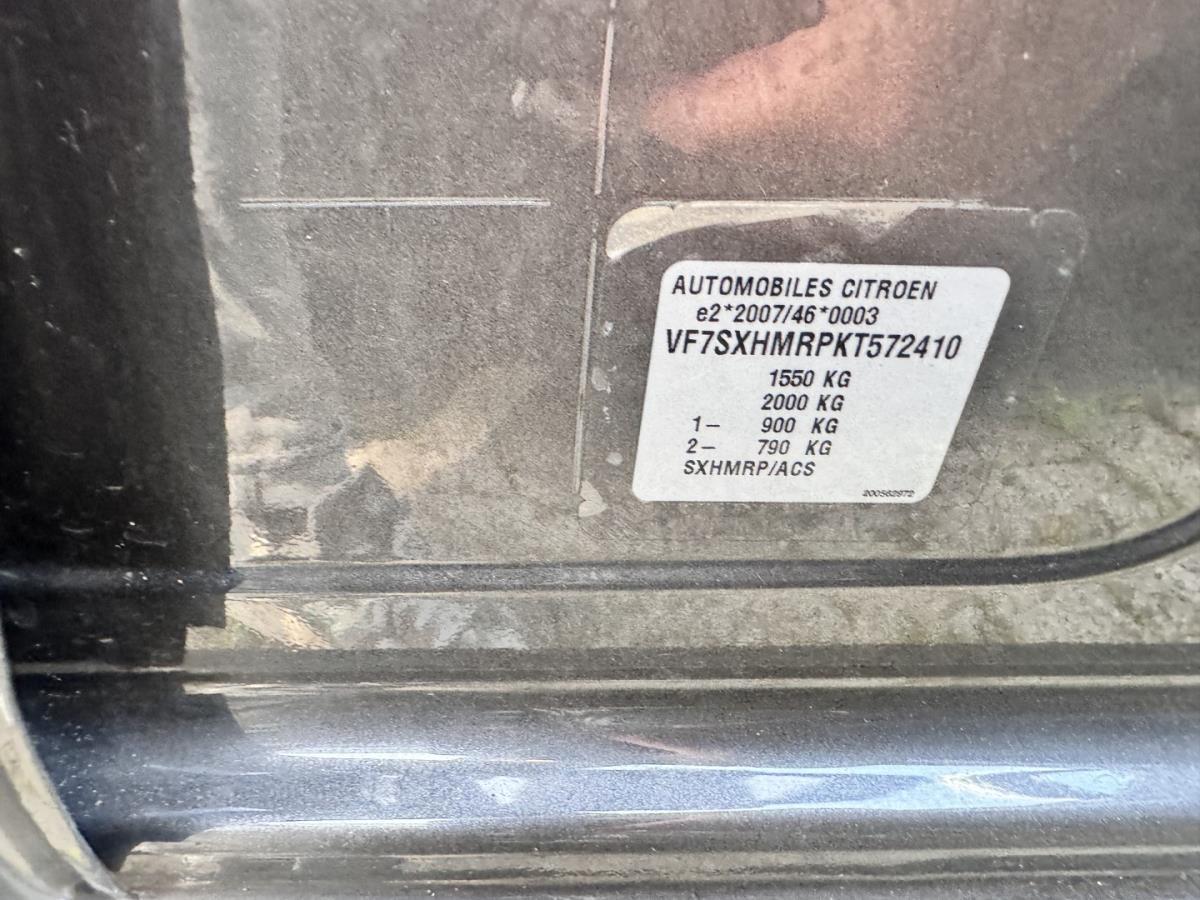 AUTOMOBILES CITROEN
e2*2007/46*0003
VF7SXHMRPKT572410
1550 KG
2000 KG
1– 900 KG
2– 790 KG
SXHMRP/ACS
200562972